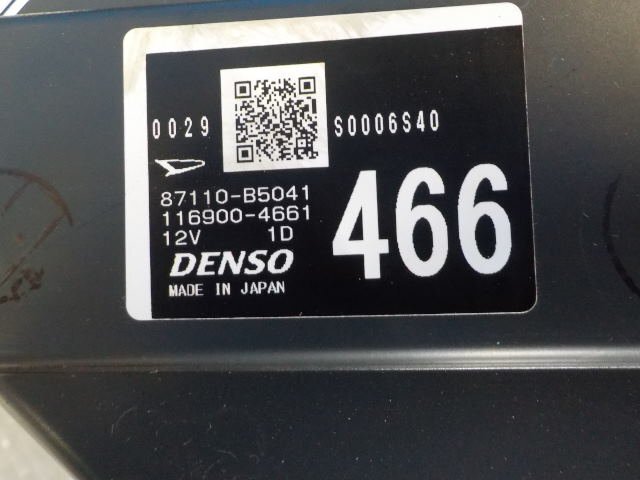 0029 S0006S40
87110-B5041
116900-4661
12V 1D
466
DENSO
MADE IN JAPAN